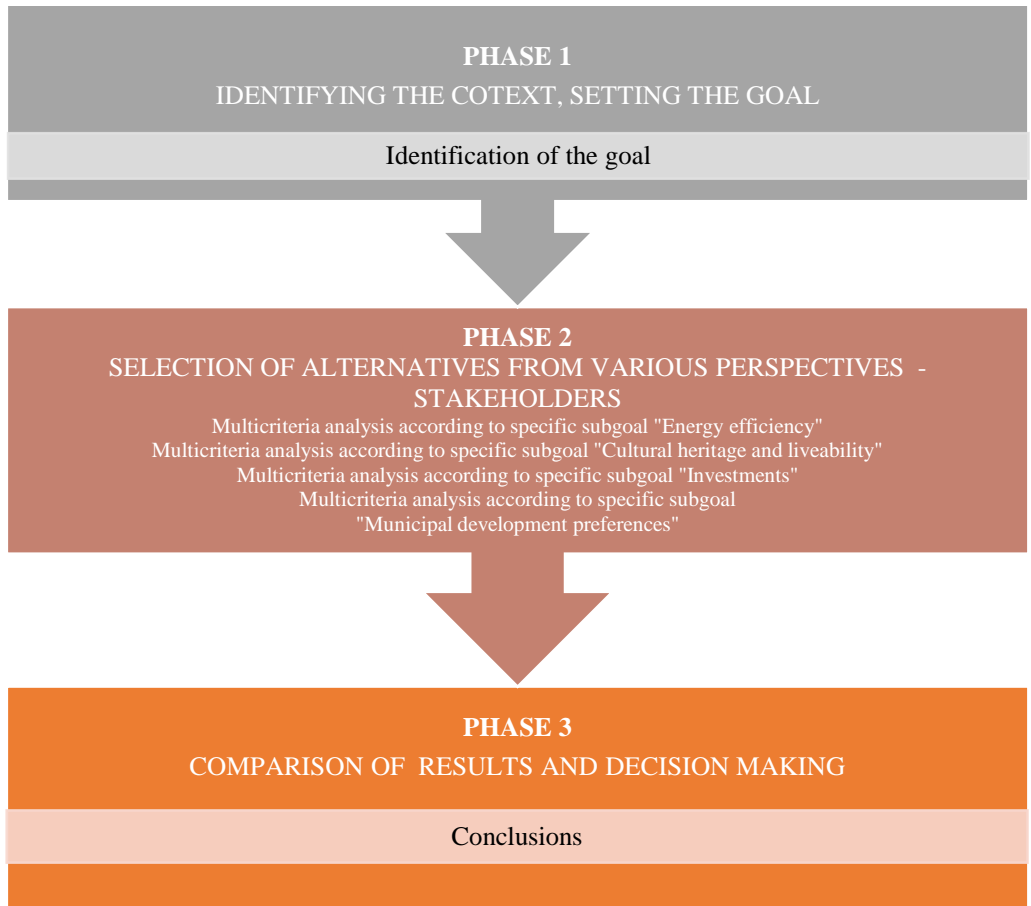 PHASE 1
IDENTIFYING THE COTEXT, SETTING THE GOAL
Identification of the goal
PHASE 2
SELECTION OF ALTERNATIVES FROM VARIOUS PERSPECTIVES -
STAKEHOLDERS
Multicriteria analysis according to specific subgoal "Energy efficiency"
Multicriteria analysis according to specific subgoal "Cultural heritage and liveability"
Multicriteria analysis according to specific subgoal "Investments"
Multicriteria analysis according to specific subgoal
"Municipal development preferences"
PHASE 3
COMPARISON OF RESULTS AND DECISION MAKING
Conclusions